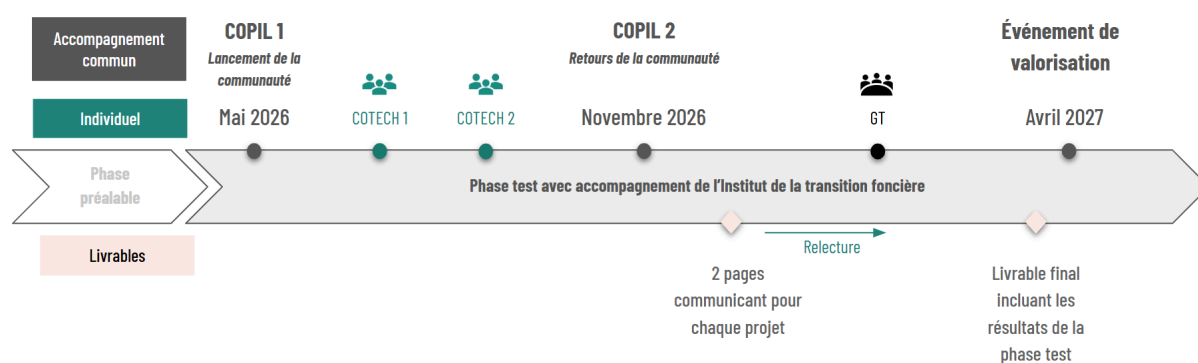 Accompagnement
commun
Individuel
COPIL 1
Lancement de la
communauté
Mai 2026
COTECH 1
COTECH 2
COPIL 2
Retours de la communauté
Novembre 2026
GT
Événement de
valorisation
Avril 2027
Phase
préalable
Phase test avec accompagnement de l'Institut de la transition foncière
Livrables
Relecture
2 pages
communicant pour
chaque projet
Livrable final
incluant les
résultats de la
phase test